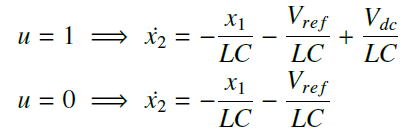 u = 1 ⟹ ẋ₂ = −x₁/LC − V_ref/LC + V_dc/LC
u = 0 ⟹ ẋ₂ = −x₁/LC − V_ref/LC